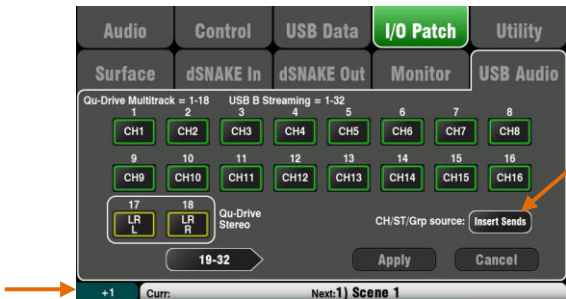 Audio Control USB Data I/O Patch Utility
Surface dSNAKE In dSNAKE Out Monitor USB Audio
Qu-Drive Multitrack = 1-18 USB B Streaming = 1-32
1 2 3 4 5 6 7 8
CH1 CH2 CH3 CH4 CH5 CH6 CH7 CH8
9 10 11 12 13 14 15 16
CH9 CH10 CH11 CH12 CH13 CH14 CH15 CH16
17 18
LR L LR R Qu-Drive Stereo CH/ST/Grp source: Insert Sends
19-32 Apply Cancel
+1 Curr: Next:1) Scene 1